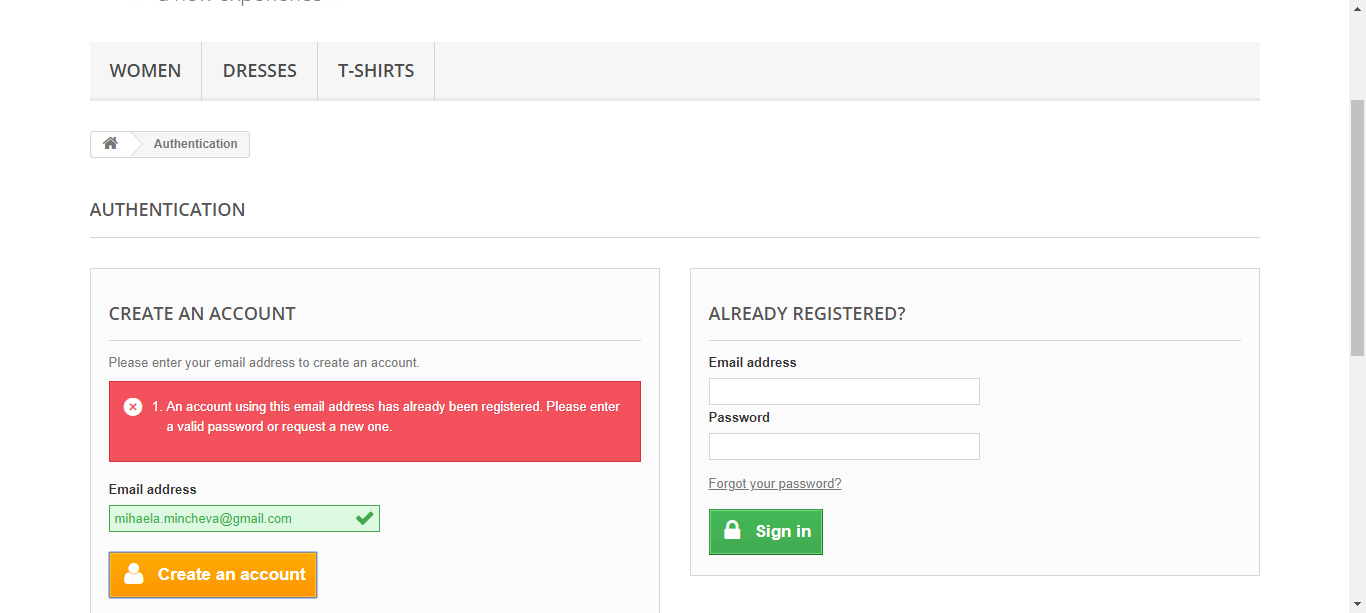 WOMEN DRESSES T-SHIRTS
Authentication
AUTHENTICATION
CREATE AN ACCOUNT
Please enter your email address to create an account.
1. An account using this email address has already been registered. Please enter
a valid password or request a new one.
Email address
mihaela.mincheva@gmail.com
Create an account
ALREADY REGISTERED?
Email address
Password
Forgot your password?
Sign in